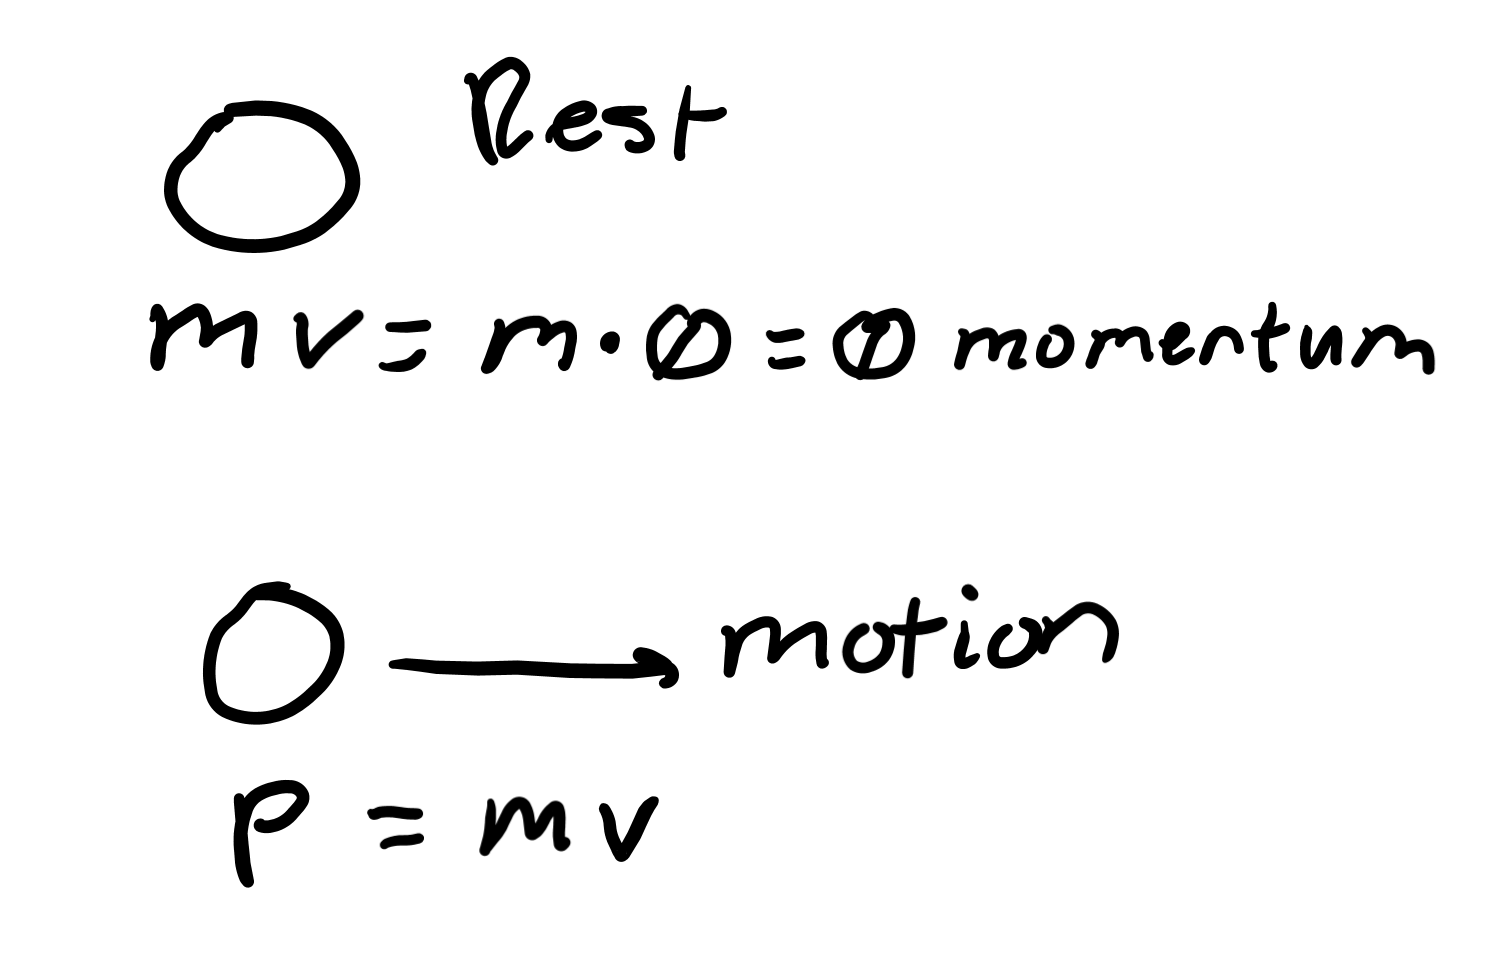 Rest
mv = m · 0 = 0 momentum
motion
p = mv